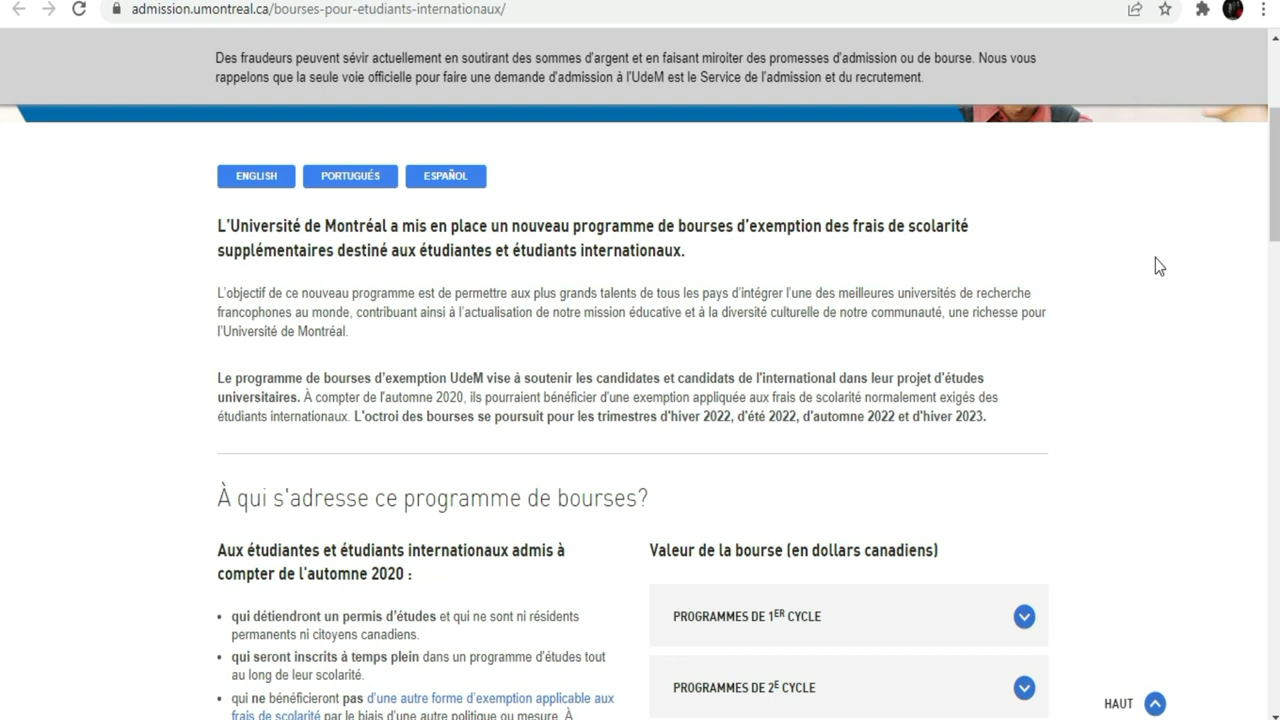 admission.umontreal.ca/bourses-pour-etudiants-internationaux/
Des fraudeurs peuvent sévir actuellement en soutirant des sommes d'argent et en faisant miroiter des promesses d'admission ou de bourse. Nous vous
rappelons que la seule voie officielle pour faire une demande d'admission à l'UdeM est le Service de l'admission et du recrutement.
ENGLISH PORTUGUÉS ESPAÑOL
L'Université de Montréal a mis en place un nouveau programme de bourses d'exemption des frais de scolarité
supplémentaires destiné aux étudiantes et étudiants internationaux.
L'objectif de ce nouveau programme est de permettre aux plus grands talents de tous les pays d'intégrer l'une des meilleures universités de recherche
francophones au monde, contribuant ainsi à l'actualisation de notre mission éducative et à la diversité culturelle de notre communauté, une richesse pour
l'Université de Montréal.
Le programme de bourses d'exemption UdeM vise à soutenir les candidates et candidats de l'international dans leur projet d'études
universitaires. À compter de l'automne 2020, ils pourraient bénéficier d'une exemption appliquée aux frais de scolarité normalement exigés des
étudiants internationaux. L'octroi des bourses se poursuit pour les trimestres d'hiver 2022, d'été 2022, d'automne 2022 et d'hiver 2023.
À qui s'adresse ce programme de bourses?
Aux étudiantes et étudiants internationaux admis à
compter de l'automne 2020 :
• qui détiendront un permis d'études et qui ne sont ni résidents
permanents ni citoyens canadiens.
• qui seront inscrits à temps plein dans un programme d'études tout
au long de leur scolarité.
• qui ne bénéficieront pas d'une autre forme d'exemption applicable aux
frais de scolarité par le biais d'une autre politique ou mesure. À
Valeur de la bourse (en dollars canadiens)
PROGRAMMES DE 1ER CYCLE
PROGRAMMES DE 2E CYCLE
HAUT